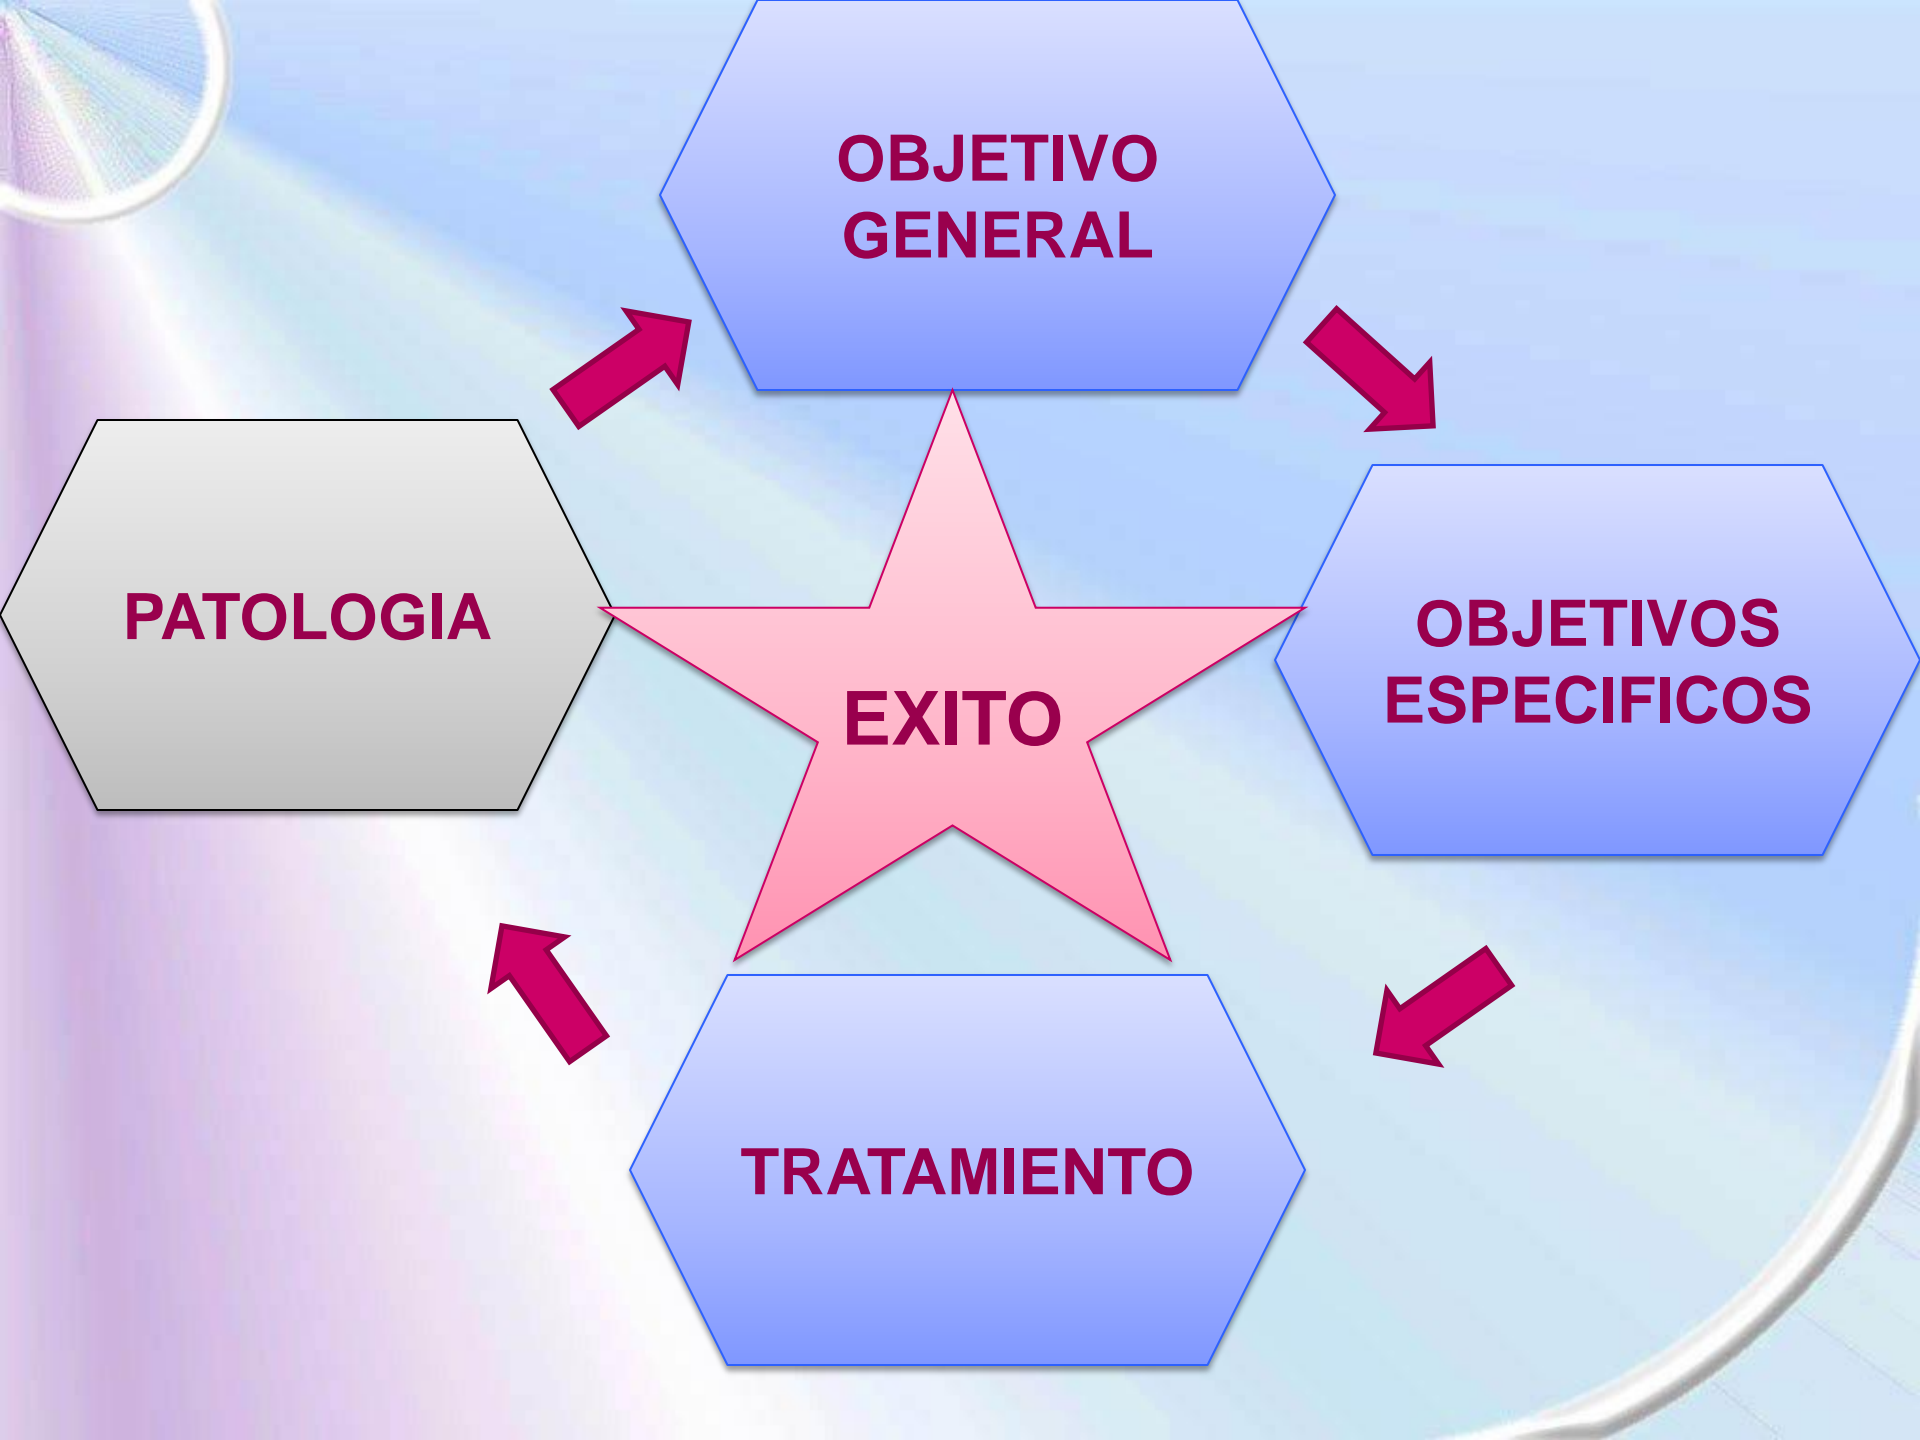 OBJETIVO
GENERAL
PATOLOGIA
OBJETIVOS
ESPECIFICOS
EXITO
TRATAMIENTO